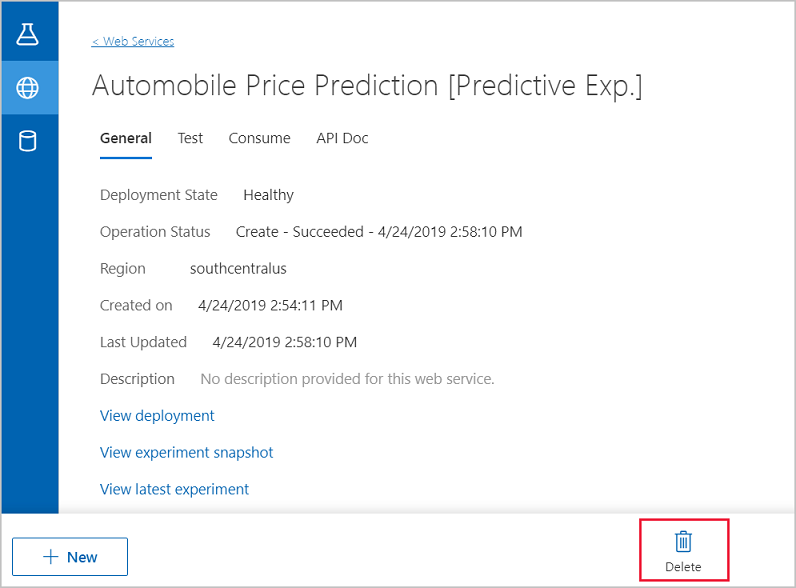 < Web Services
Automobile Price Prediction [Predictive Exp.]
General Test Consume API Doc
Deployment State Healthy
Operation Status Create - Succeeded - 4/24/2019 2:58:10 PM
Region southcentralus
Created on 4/24/2019 2:54:11 PM
Last Updated 4/24/2019 2:58:10 PM
Description No description provided for this web service.
View deployment
View experiment snapshot
View latest experiment
+ New
Delete